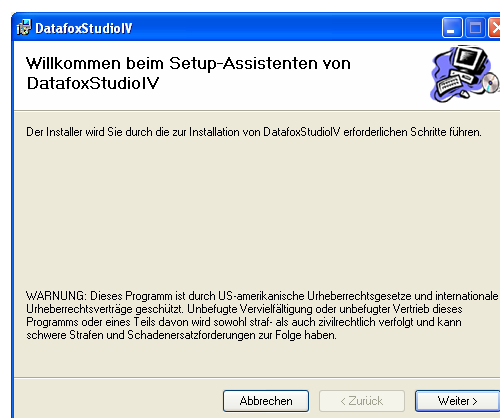 DatafoxStudioIV
Willkommen beim Setup-Assistenten von
DatafoxStudioIV
Der Installer wird Sie durch die zur Installation von DatafoxStudioIV erforderlichen Schritte führen.
WARNUNG: Dieses Programm ist durch US-amerikanische Urheberrechtsgesetze und internationale
Urheberrechtsverträge geschützt. Unbefugte Vervielfältigung oder unbefugter Vertrieb dieses
Programms oder eines Teils davon wird sowohl straf- als auch zivilrechtlich verfolgt und kann
schwere Strafen und Schadenersatzforderungen zur Folge haben.
Abbrechen
< Zurück
Weiter >